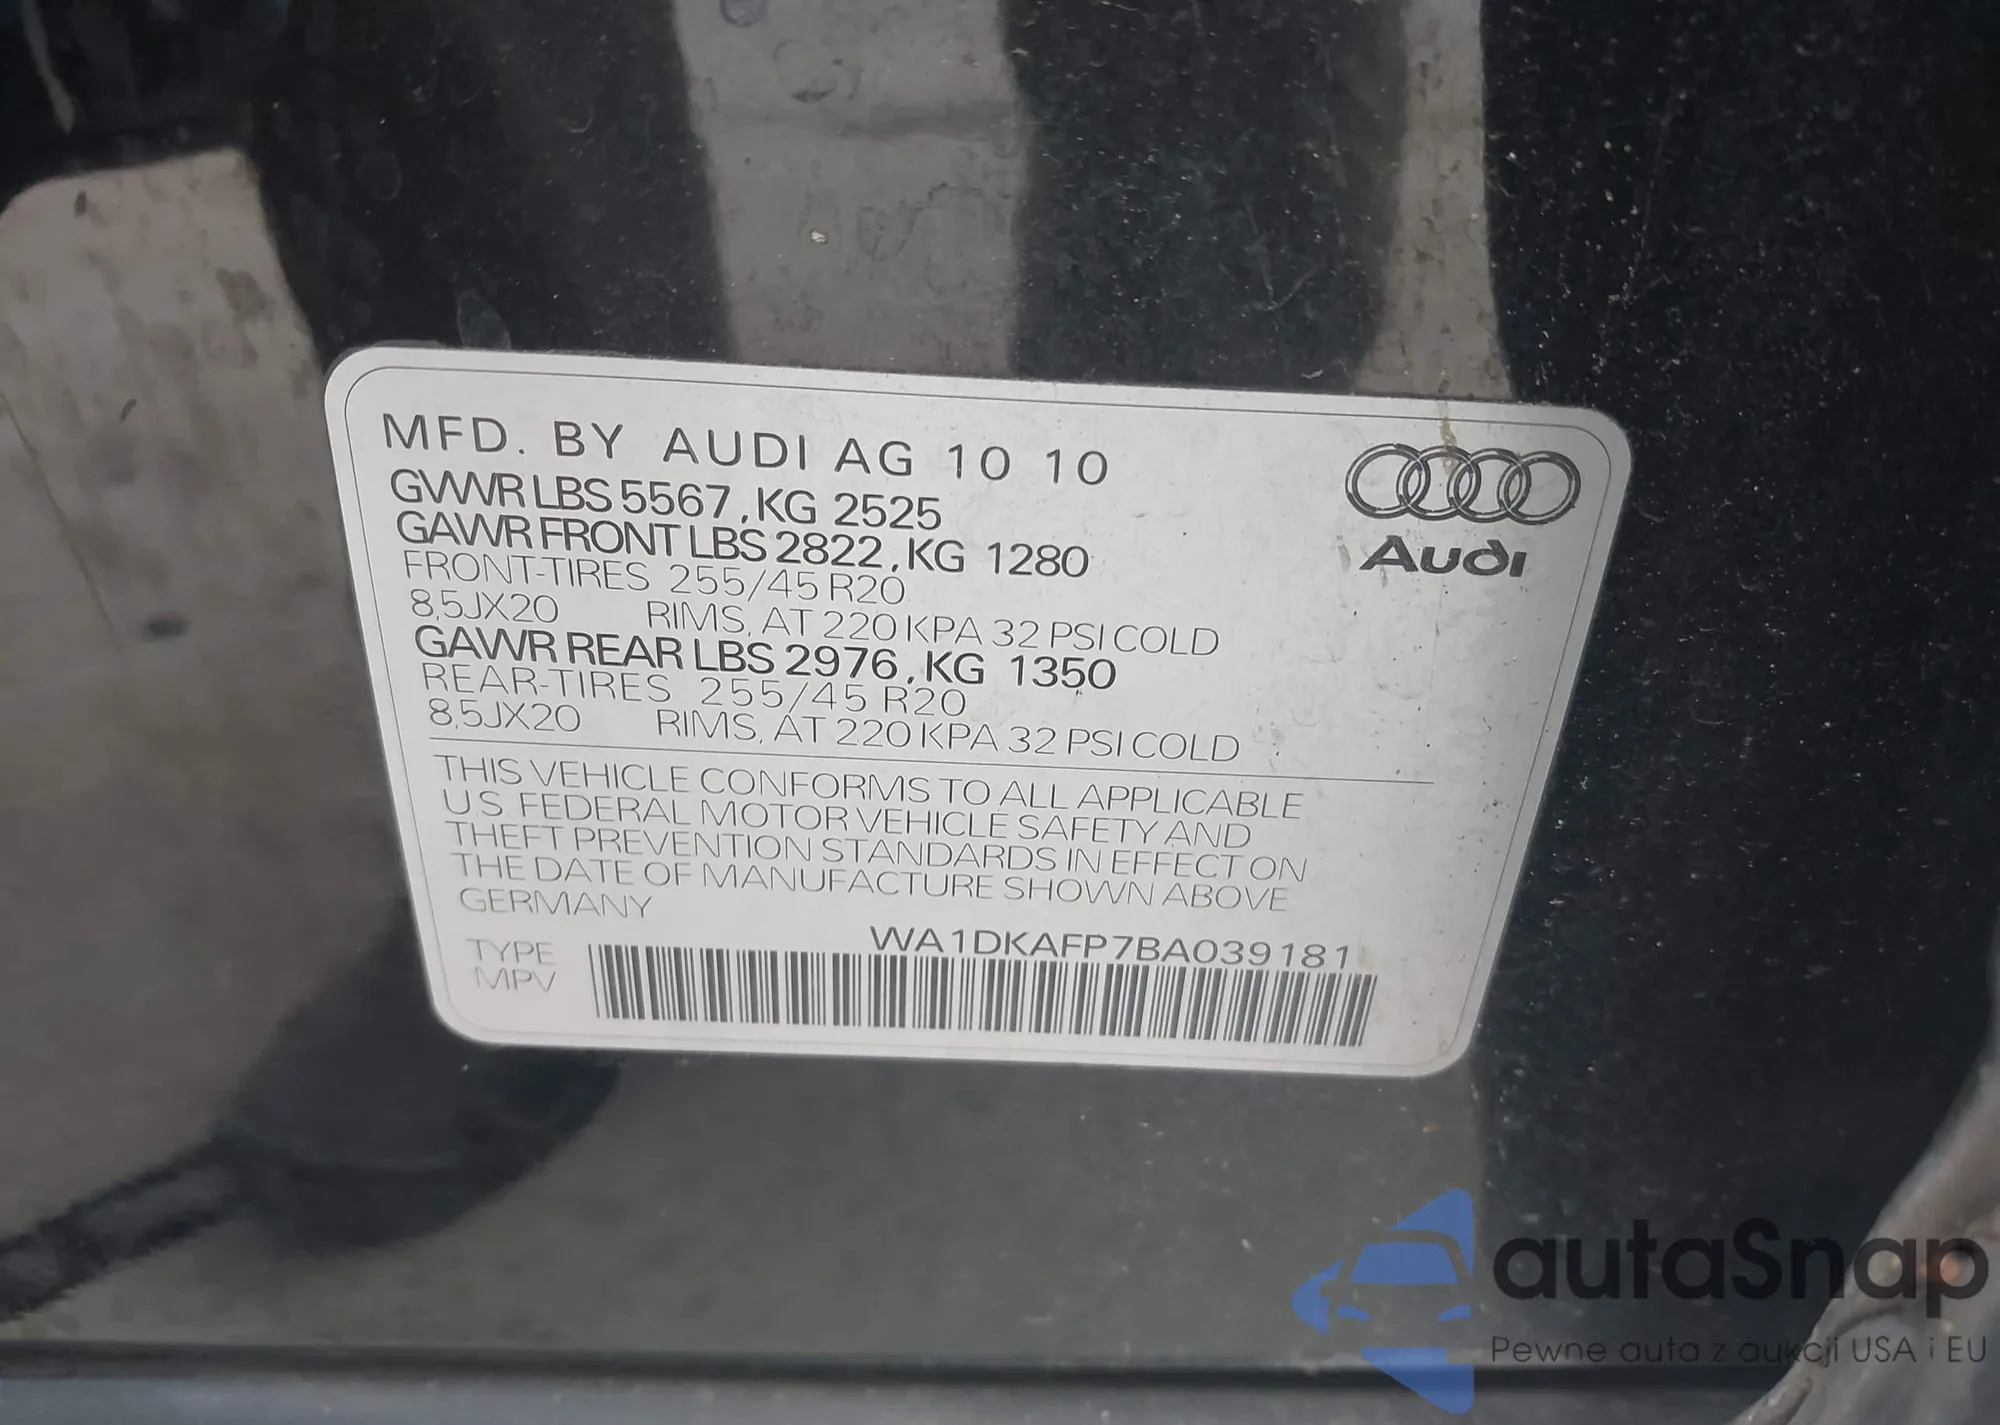 MFD. BY AUDI AG 10 10
GVWR LBS 5567, KG 2525
GAWR FRONT LBS 2822, KG 1280
FRONT-TIRES 255/45 R20
8,5JX20 RIMS, AT 220 KPA 32 PSI COLD
GAWR REAR LBS 2976, KG 1350
REAR-TIRES 255/45 R20
8,5JX20 RIMS, AT 220 KPA 32 PSI COLD
Audi
THIS VEHICLE CONFORMS TO ALL APPLICABLE
U.S. FEDERAL MOTOR VEHICLE SAFETY AND
THEFT PREVENTION STANDARDS IN EFFECT ON
THE DATE OF MANUFACTURE SHOWN ABOVE
GERMANY
WA1DKAFP7BA039181
TYPE
MPV
autaSnap
Pewne auta z aukcji USA i EU